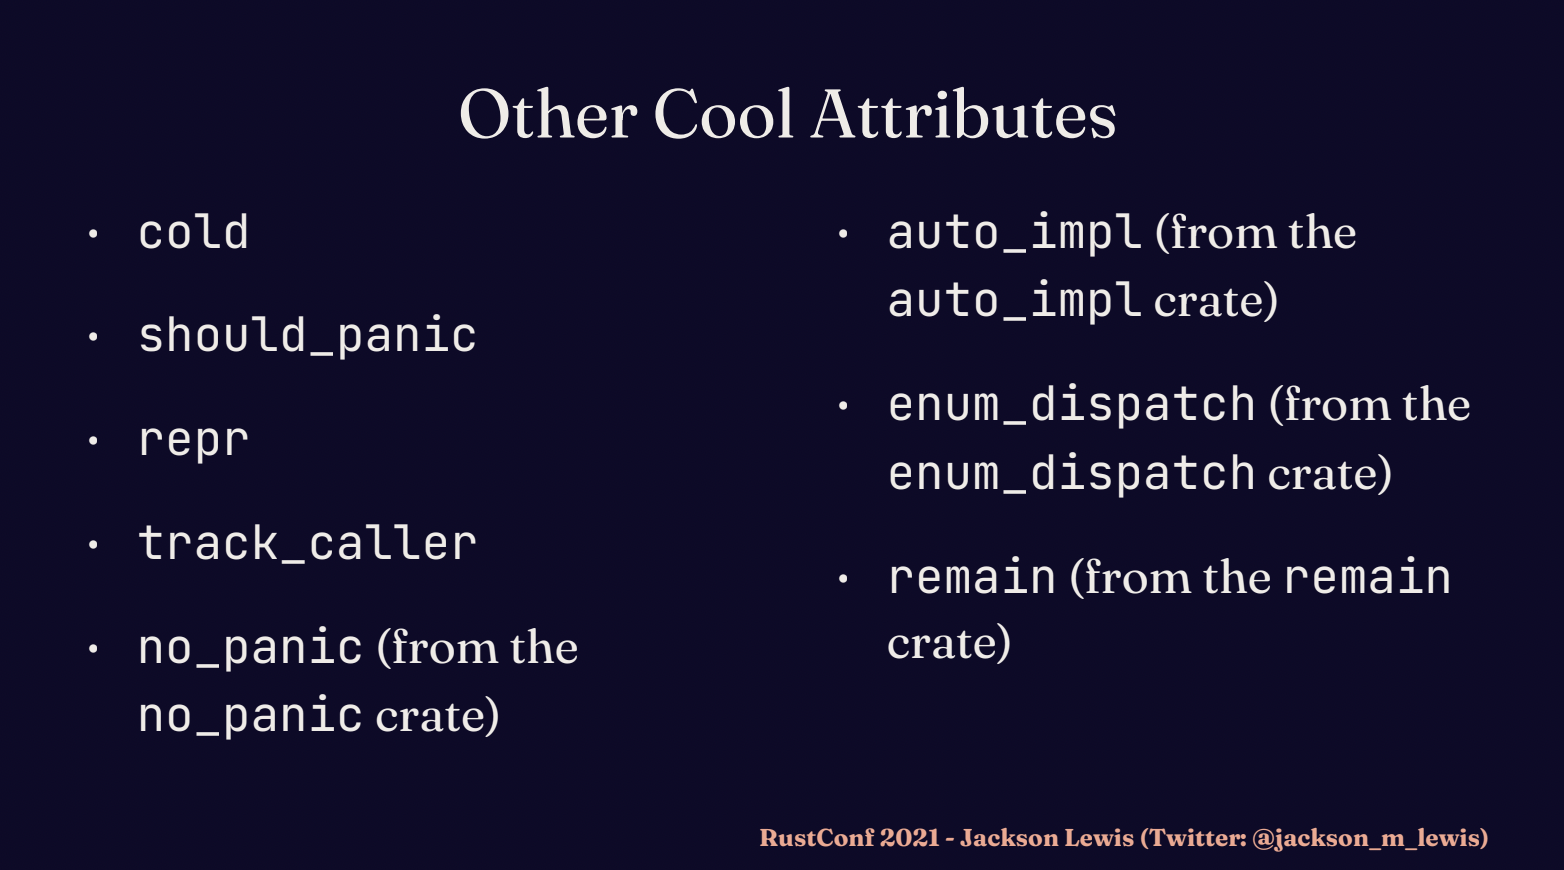 Other Cool Attributes
• cold
• should_panic
• repr
• track_caller
• no_panic (from the
no_panic crate)
• auto_impl (from the
auto_impl crate)
• enum_dispatch (from the
enum_dispatch crate)
• remain (from the remain
crate)
RustConf 2021 - Jackson Lewis (Twitter: @jackson_m_lewis)